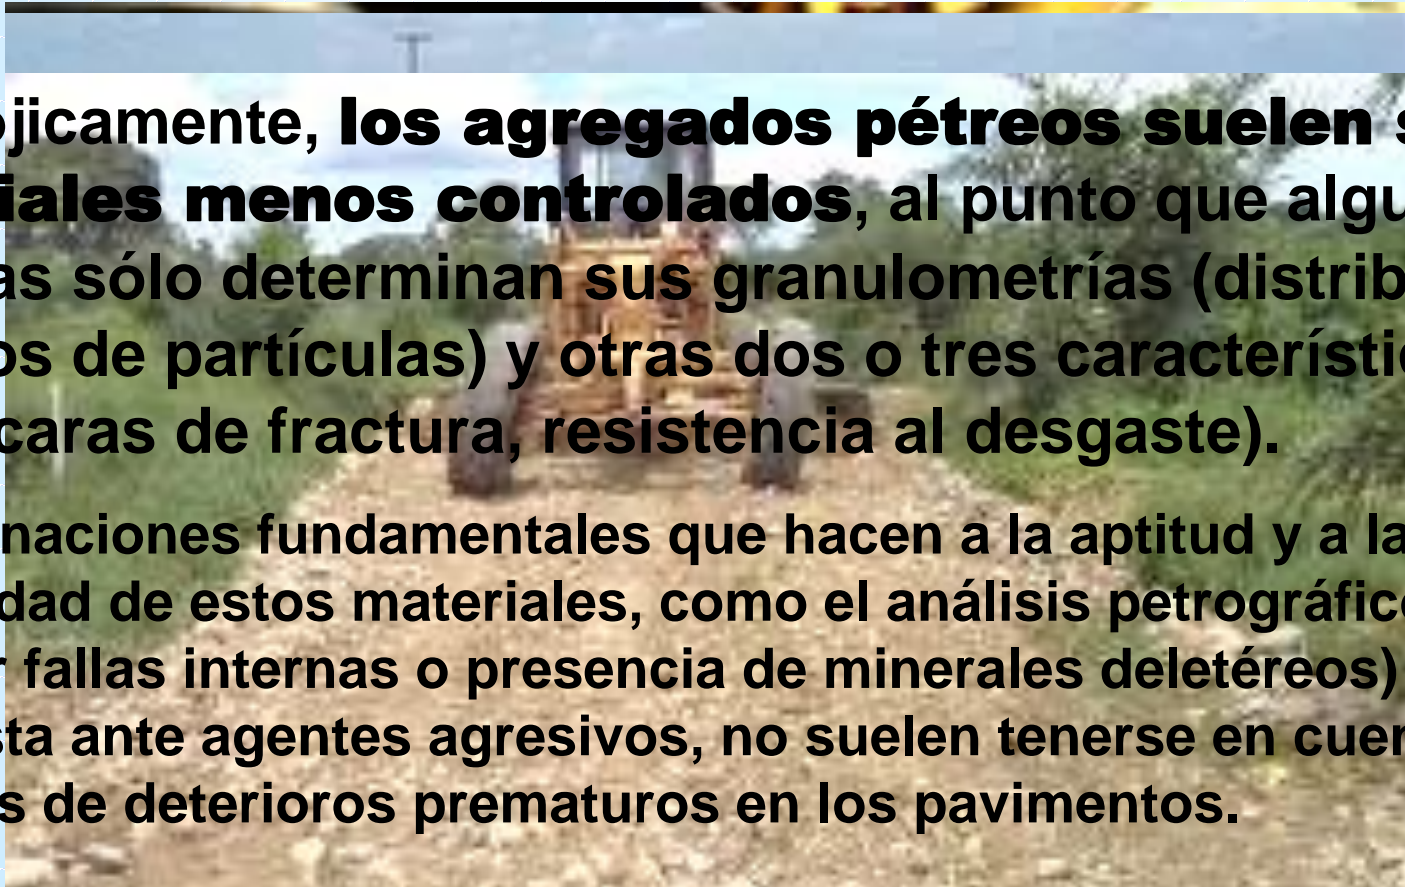 ojicamente, los agregados pétreos suelen s
iales menos controlados, al punto que algu
as sólo determinan sus granulometrías (distrib
os de partículas) y otras dos o tres característi
caras de fractura, resistencia al desgaste).
naciones fundamentales que hacen a la aptitud y a la
dad de estos materiales, como el análisis petrográfico
r fallas internas o presencia de minerales deletéreos)
sta ante agentes agresivos, no suelen tenerse en cuen
s de deterioros prematuros en los pavimentos.